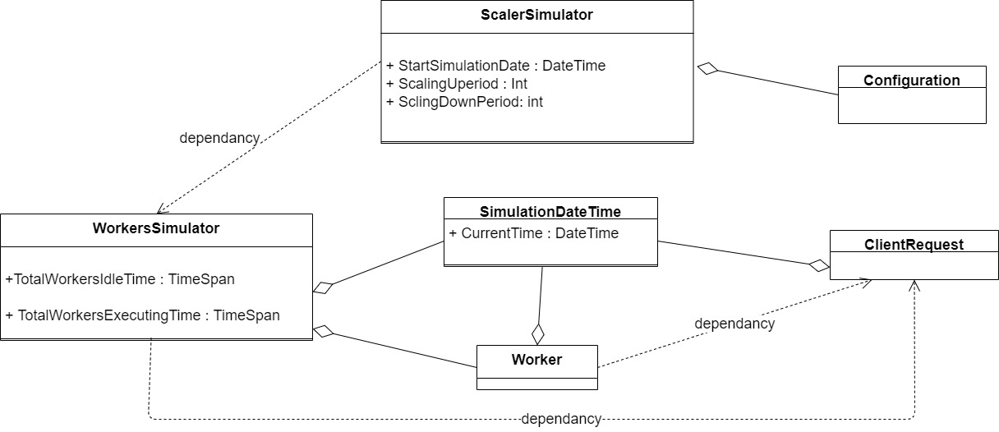 ScalerSimulator
+ StartSimulationDate : DateTime
+ ScalingUperiod : Int
+ SclingDownPeriod: int
Configuration
dependancy
WorkersSimulator
+TotalWorkersIdleTime : TimeSpan
+ TotalWorkersExecutingTime : TimeSpan
SimulationDateTime
+ CurrentTime : DateTime
ClientRequest
dependancy
Worker
dependancy